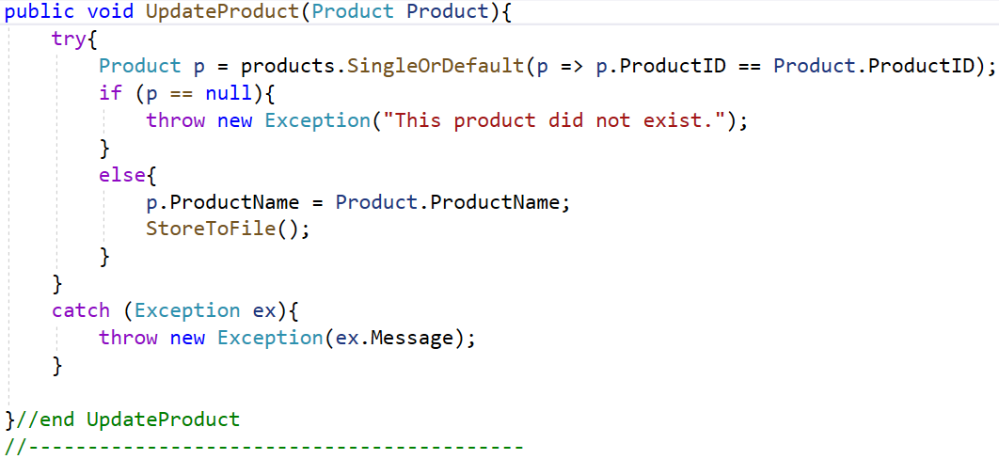 public void UpdateProduct(Product Product){
    try{
        Product p = products.SingleOrDefault(p => p.ProductID == Product.ProductID);
        if (p == null){
            throw new Exception("This product did not exist.");
        }
        else{
            p.ProductName = Product.ProductName;
            StoreToFile();
        }
    }
    catch (Exception ex){
        throw new Exception(ex.Message);
    }

}//end UpdateProduct
//------------------------------------------